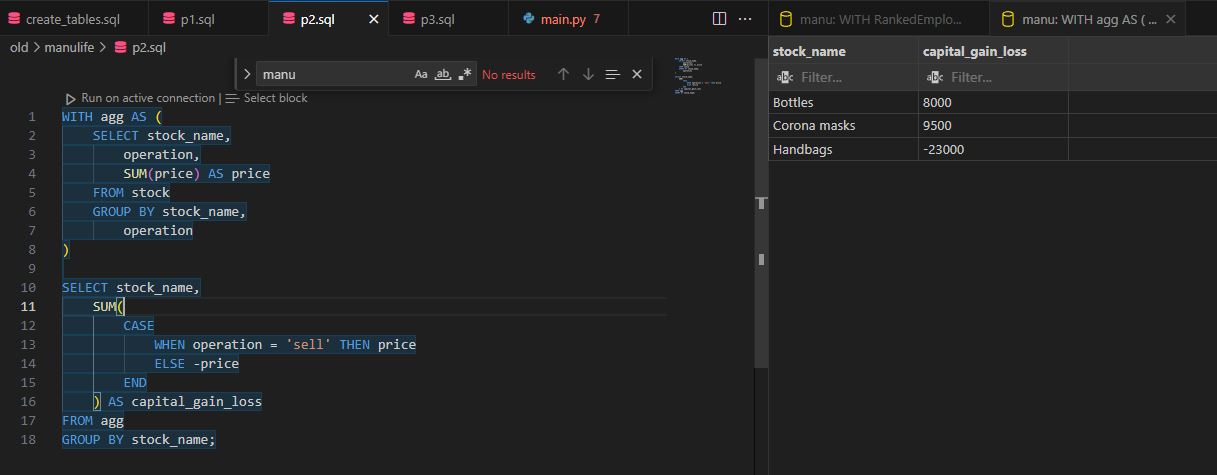 create_tables.sql p1.sql p2.sql p3.sql main.py 7
old > manulife > p2.sql
manu Aa ab No results
Run on active connection | Select block
1 WITH agg AS (
2 SELECT stock_name,
3 operation,
4 SUM(price) AS price
5 FROM stock
6 GROUP BY stock_name,
7 operation
8 )
9
10 SELECT stock_name,
11 SUM(
12 CASE
13 WHEN operation = 'sell' THEN price
14 ELSE -price
15 END
16 ) AS capital_gain_loss
17 FROM agg
18 GROUP BY stock_name;
manu: WITH RankedEmplo... manu: WITH agg AS ( ...
stock_name capital_gain_loss
abc Filter... abc Filter...
Bottles 8000
Corona masks 9500
Handbags -23000